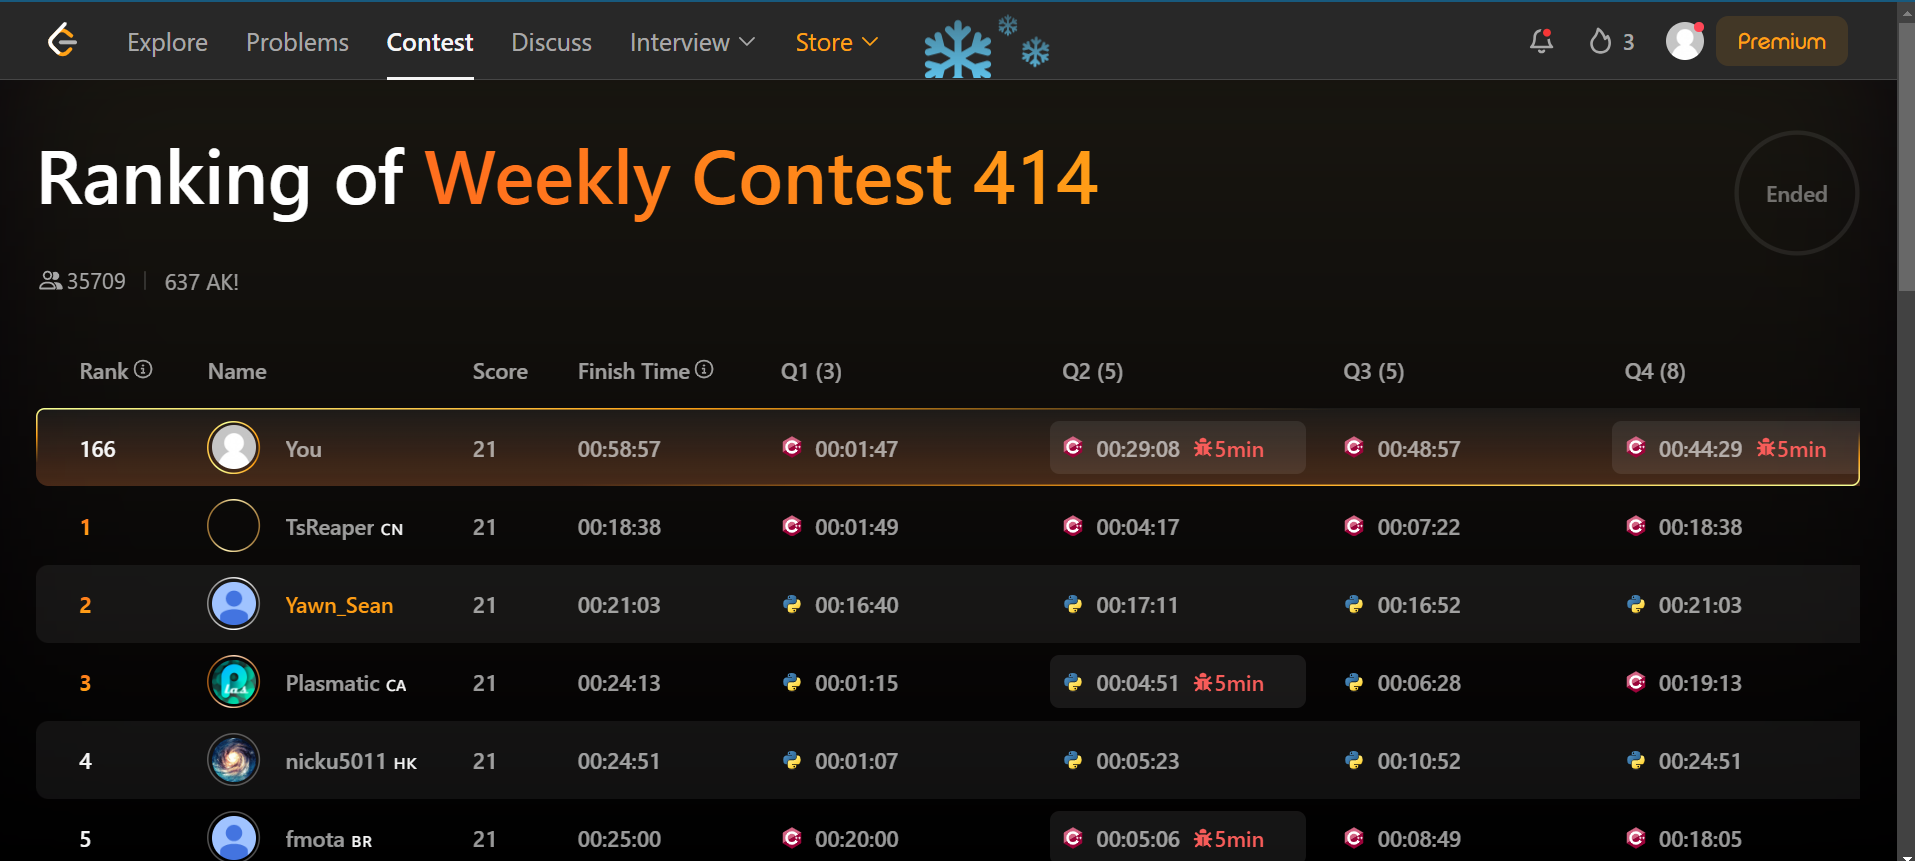 Explore Problems Contest Discuss Interview Store 3 Premium
Ranking of Weekly Contest 414
Ended
35709 637 AK!
Rank Name Score Finish Time Q1 (3) Q2 (5) Q3 (5) Q4 (8)
166 You 21 00:58:57 00:01:47 00:29:08 5min 00:48:57 00:44:29 5min
1 TsReaper CN 21 00:18:38 00:01:49 00:04:17 00:07:22 00:18:38
2 Yawn_Sean 21 00:21:03 00:16:40 00:17:11 00:16:52 00:21:03
3 Plasmatic CA 21 00:24:13 00:01:15 00:04:51 5min 00:06:28 00:19:13
4 nicku5011 HK 21 00:24:51 00:01:07 00:05:23 00:10:52 00:24:51
5 fmota BR 21 00:25:00 00:20:00 00:05:06 5min 00:08:49 00:18:05